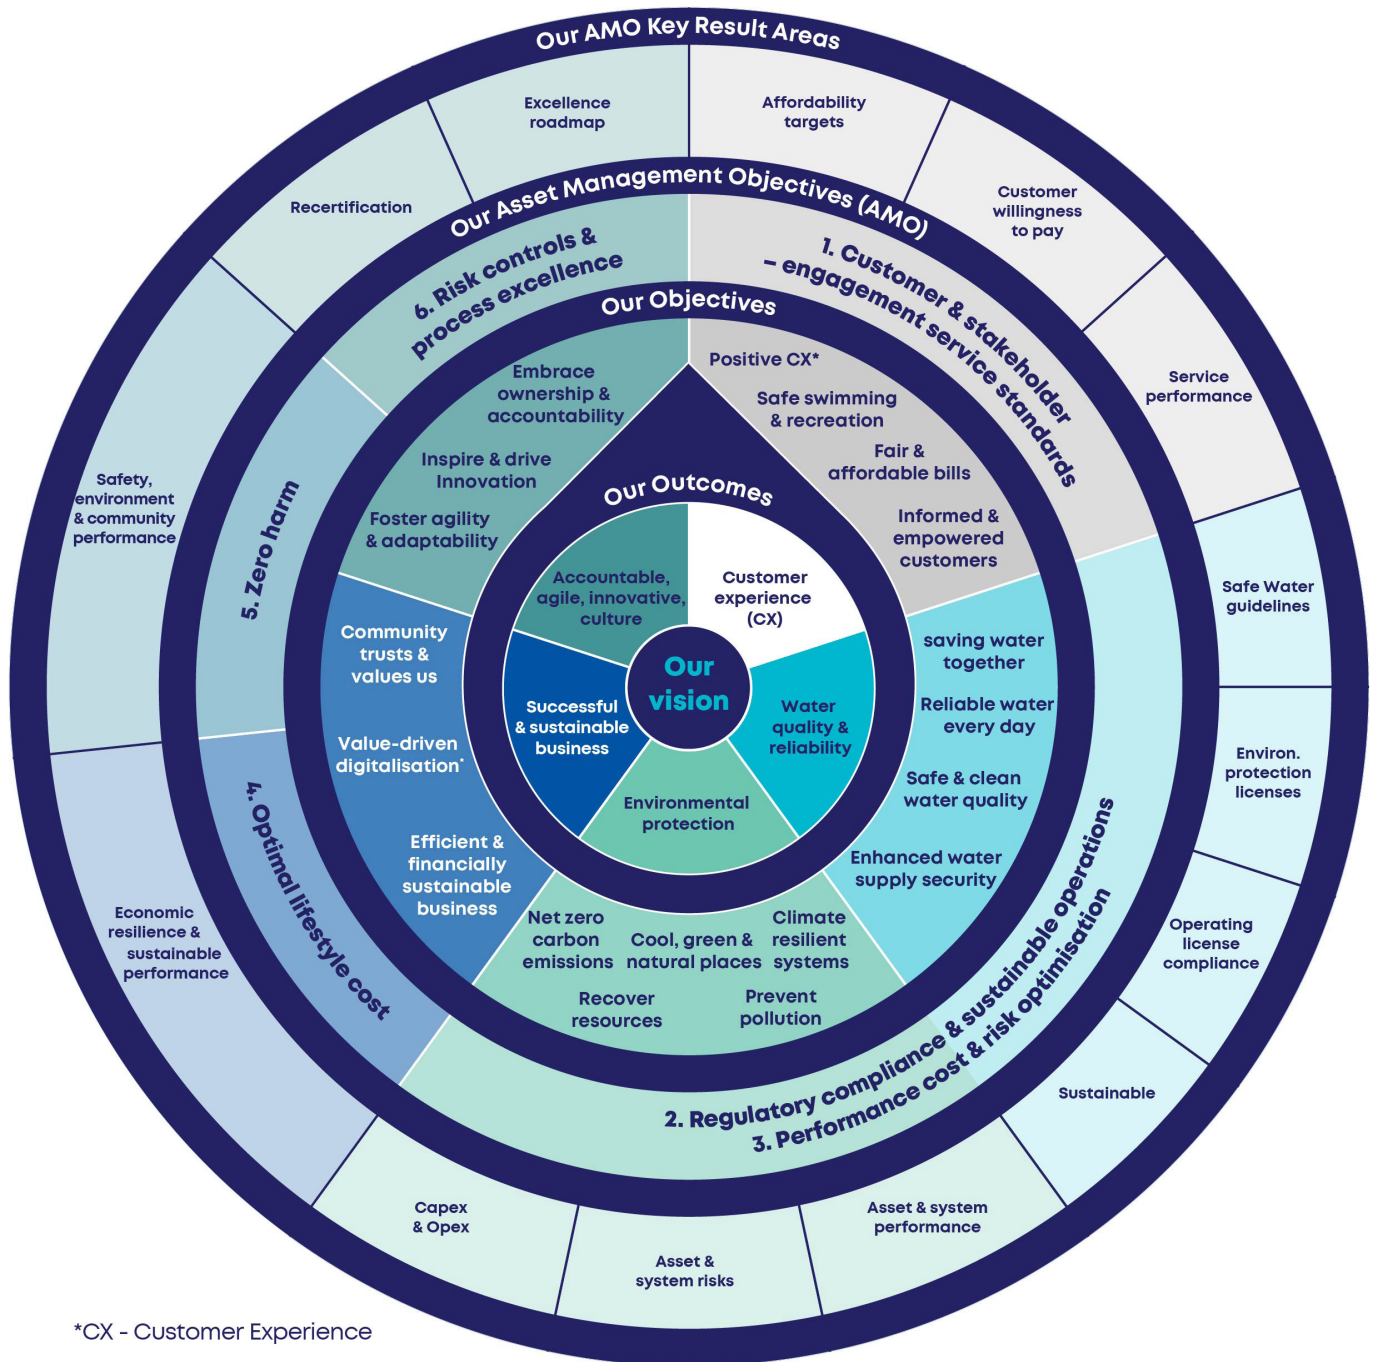 Our AMO Key Result Areas
Excellence
roadmap
Affordability
targets
Customer
willingness
to pay
Service
performance
Safe Water
guidelines
Environ.
protection
licenses
Operating
license
compliance
Sustainable
Asset & system
performance
Asset &
system risks
Capex
& Opex
Economic
resilience &
sustainable
performance
Safety,
environment
& community
performance
Recertification
Our Asset Management Objectives (AMO)
1. Customer & stakeholder
– engagement service standards
2. Regulatory compliance & sustainable operations
3. Performance cost & risk optimisation
4. Optimal lifestyle cost
5. Zero harm
6. Risk controls &
process excellence
Our Objectives
Positive CX*
Safe swimming
& recreation
Fair &
affordable bills
Informed &
empowered
customers
saving water
together
Reliable water
every day
Safe & clean
water quality
Enhanced water
supply security
Climate
resilient
systems
Prevent
pollution
Cool, green &
natural places
Recover
resources
Net zero
carbon
emissions
Efficient &
financially
sustainable
business
Value-driven
digitalisation*
Community
trusts &
values us
Foster agility
& adaptability
Inspire & drive
Innovation
Embrace
ownership &
accountability
Our Outcomes
Customer
experience
(CX)
Water
quality &
reliability
Environmental
protection
Successful
& sustainable
business
Accountable,
agile, innovative,
culture
Our
vision
*CX - Customer Experience